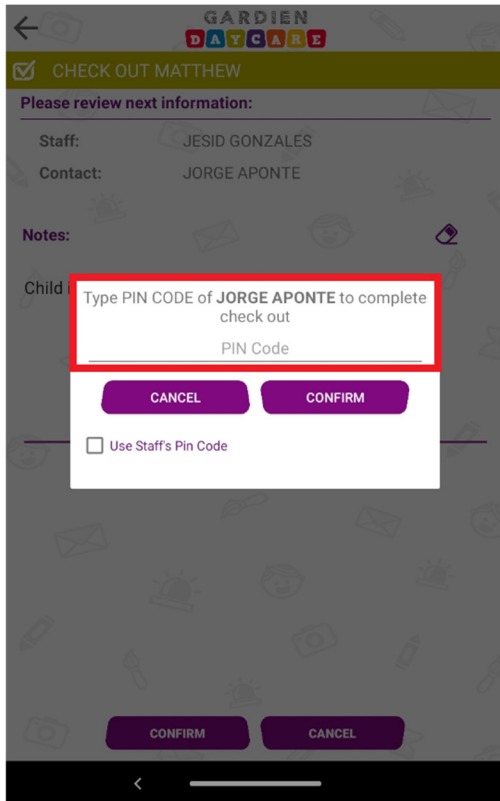 GARDIEN
DAYCARE
CHECK OUT MATTHEW
Please review next information:
Staff: JESID GONZALES
Contact: JORGE APONTE
Notes:
Child
Type PIN CODE of JORGE APONTE to complete
check out
PIN Code
CANCEL CONFIRM
Use Staff's Pin Code
CONFIRM CANCEL